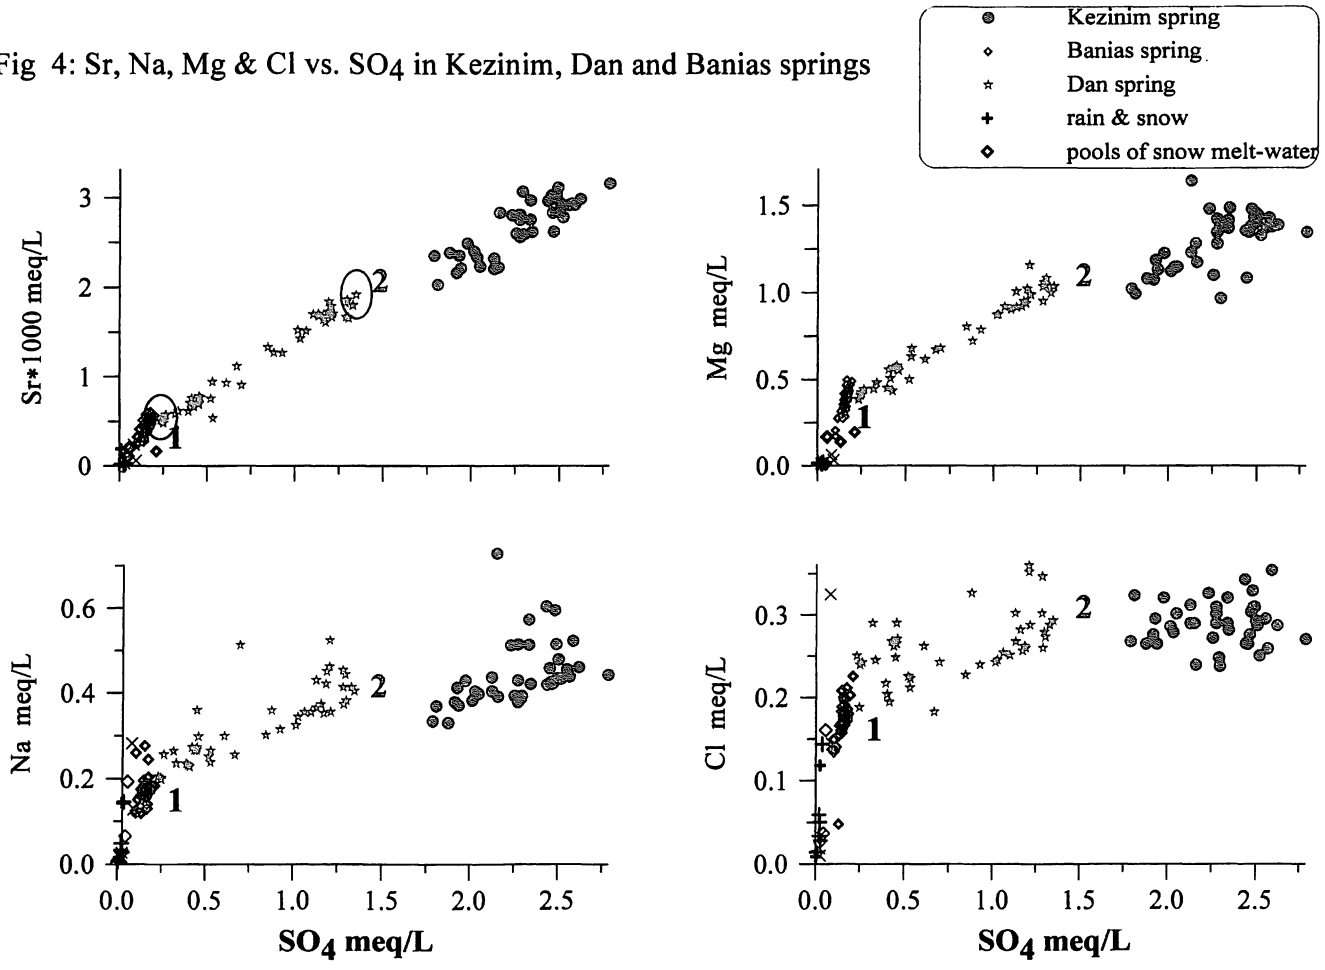 Fig 4: Sr, Na, Mg & Cl vs. SO4 in Kezinim, Dan and Banias springs
Kezinim spring
Banias spring
Dan spring
rain & snow
pools of snow melt-water
Sr*1000 meq/L
3
2
1
0
2
1
Mg meq/L
1.5
1.0
0.5
0.0
2
1
Na meq/L
0.6
0.4
0.2
0.0
2
1
0.0 0.5 1.0 1.5 2.0 2.5
SO4 meq/L
Cl meq/L
0.3
0.2
0.1
0.0
2
1
0.0 0.5 1.0 1.5 2.0 2.5
SO4 meq/L